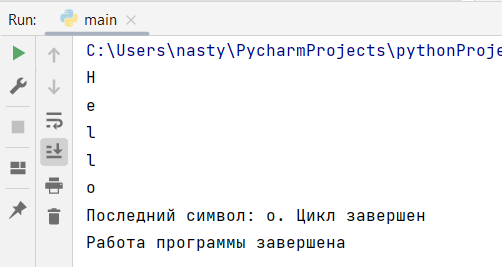 Run: main
C:\Users\nasty\PycharmProjects\pythonProje
H
e
l
l
o
Последний символ: o. Цикл завершен
Работа программы завершена